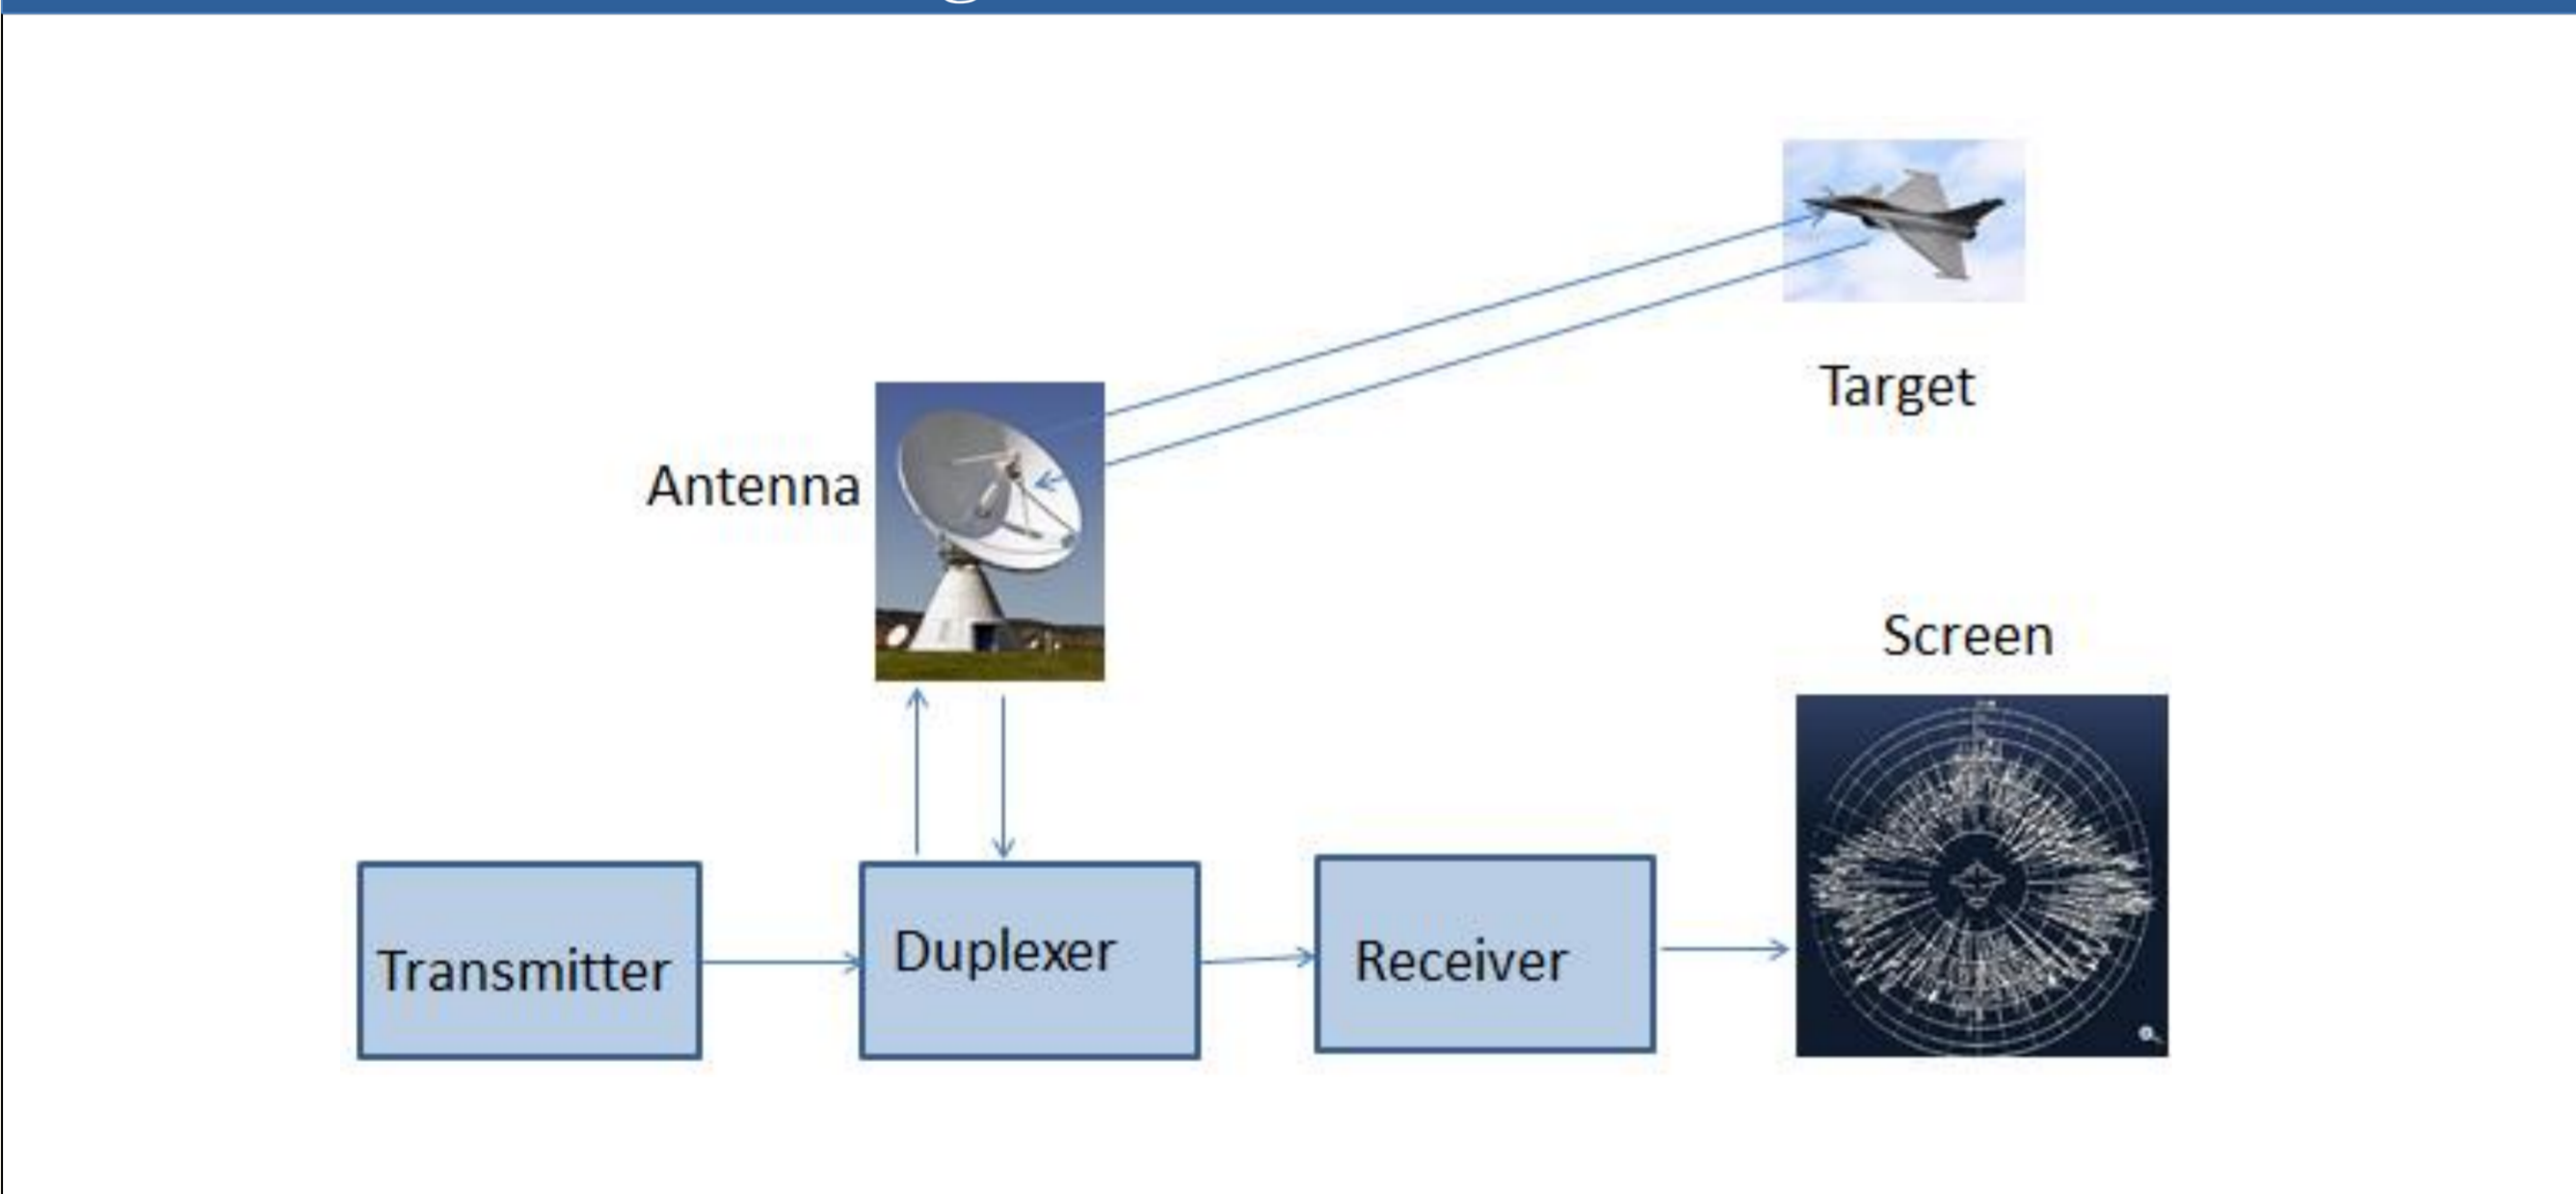 Target
Antenna
Screen
Transmitter
Duplexer
Receiver